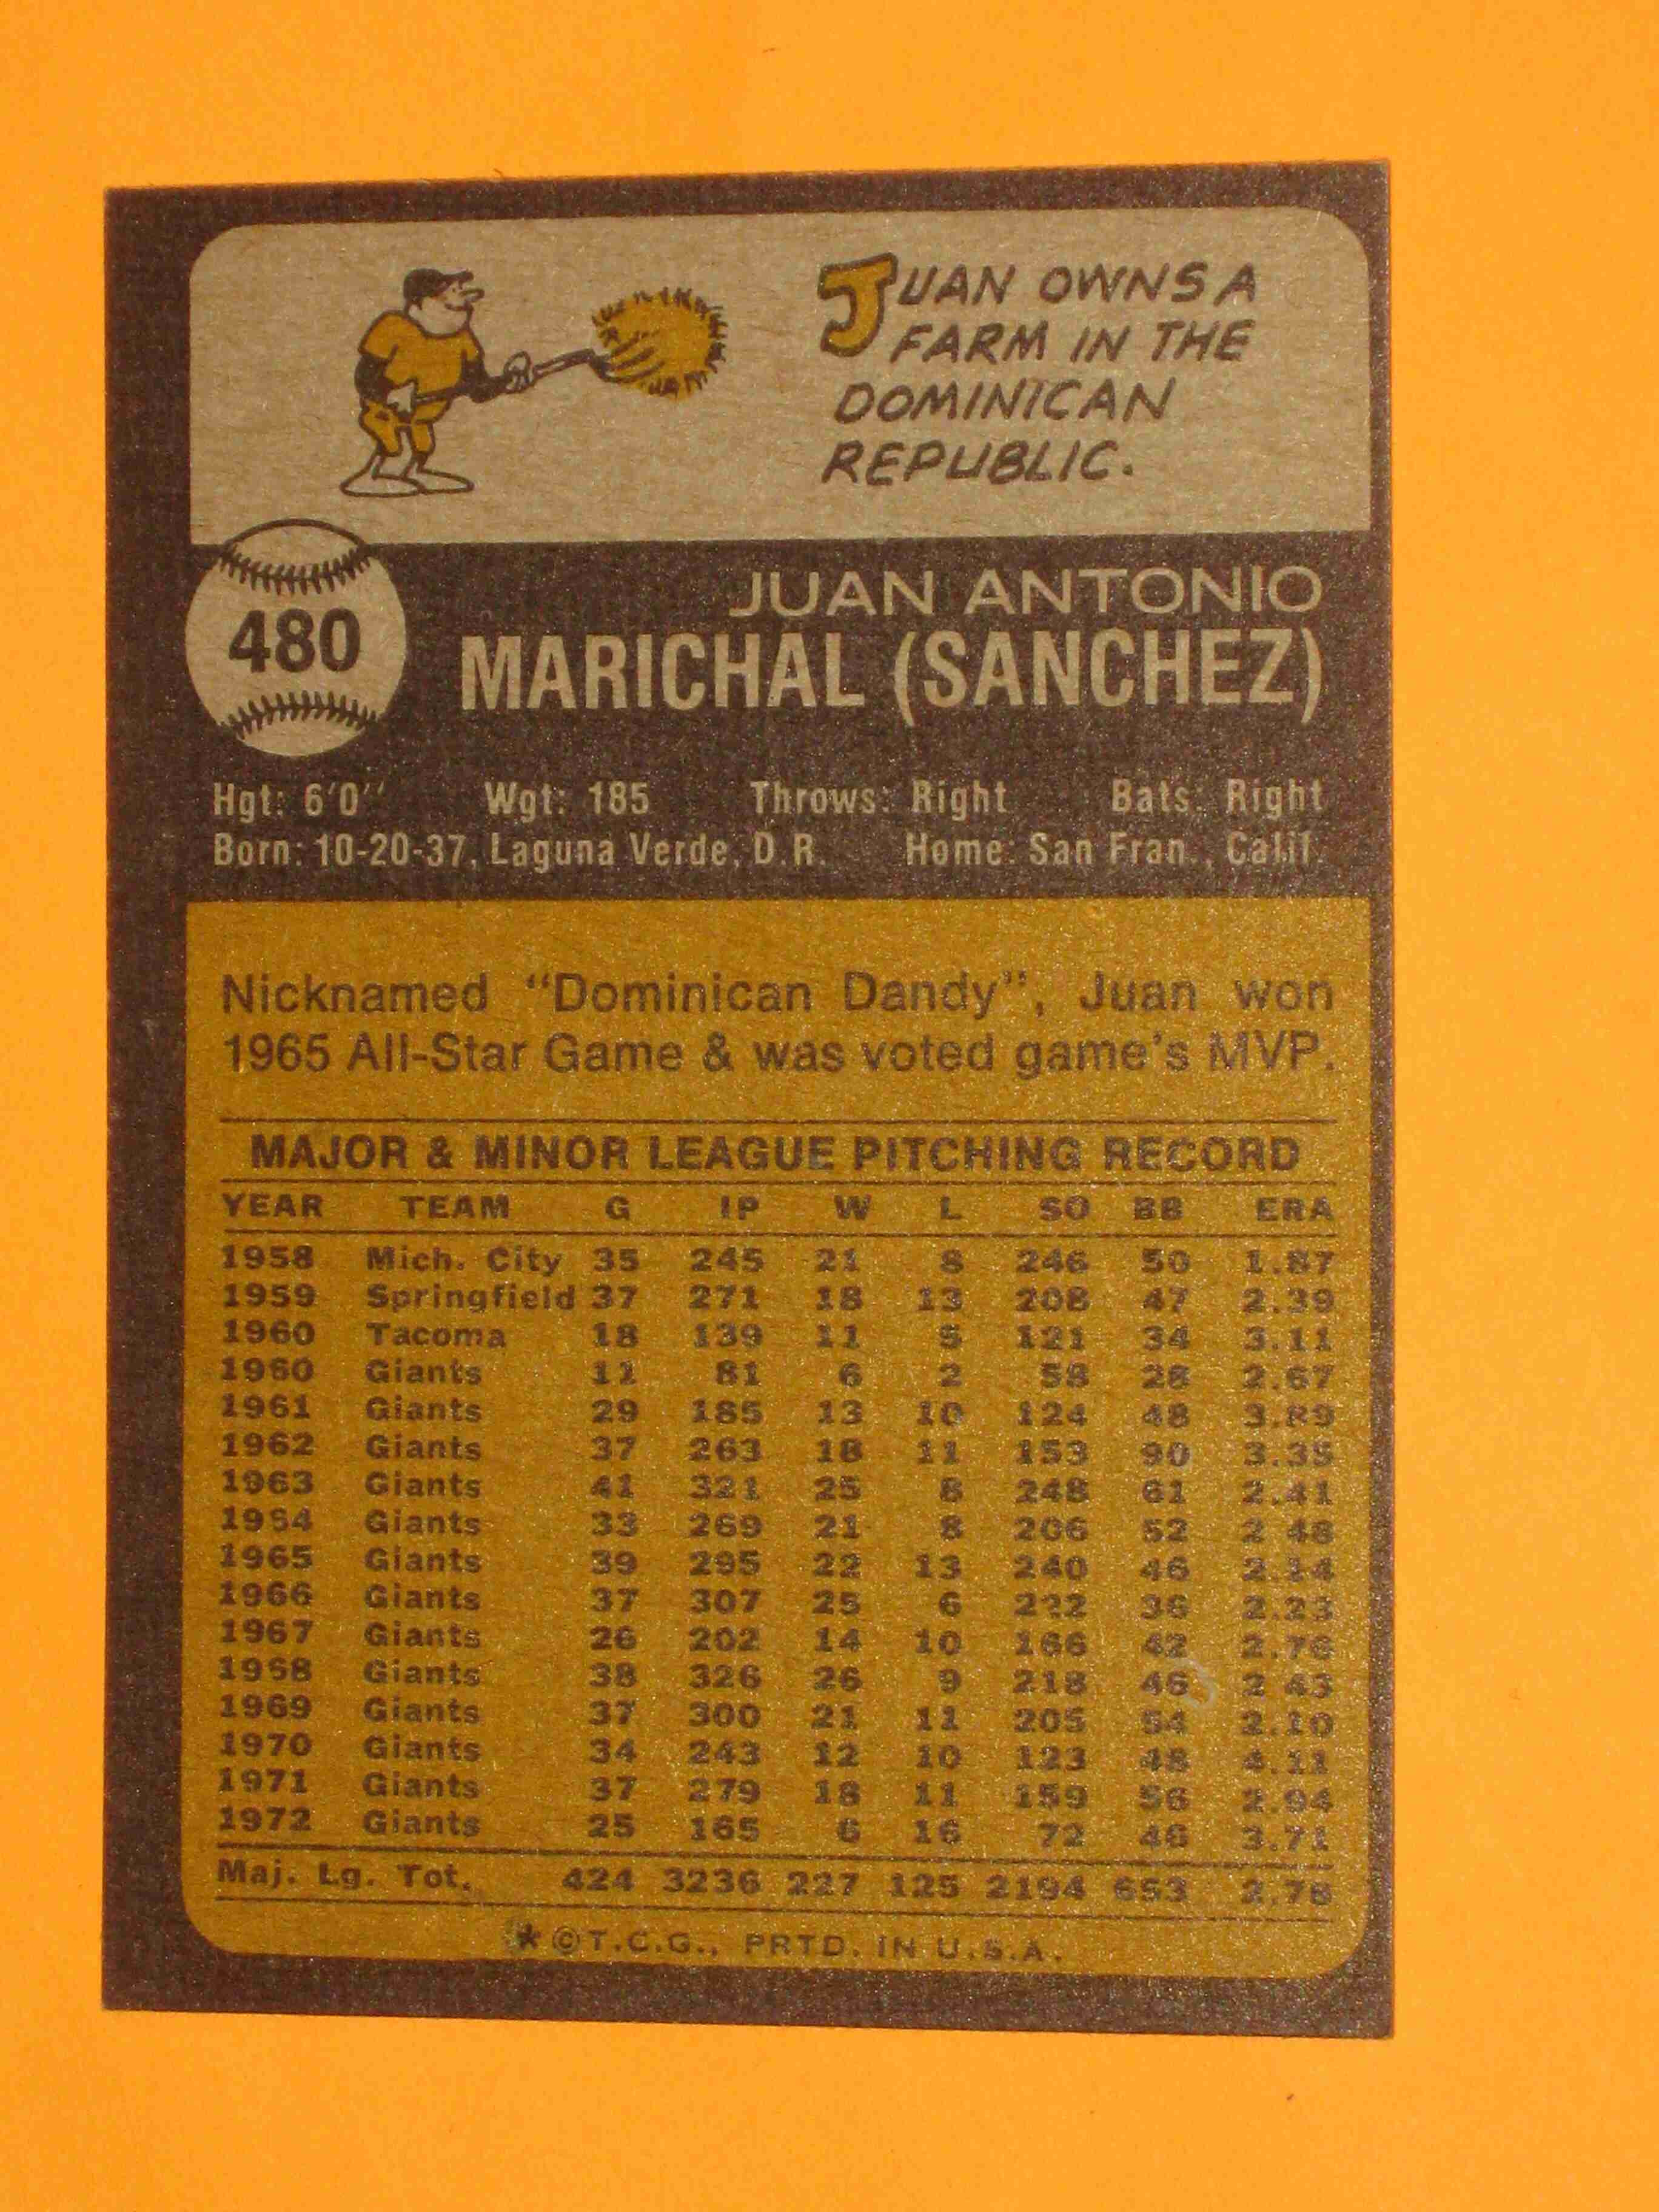 JUAN OWNS A
FARM IN THE
DOMINICAN
REPUBLIC.
480
JUAN ANTONIO
MARICHAL (SANCHEZ)
Hgt: 6'0'' Wgt: 185 Throws: Right Bats: Right
Born: 10-20-37, Laguna Verde, D.R. Home: San Fran., Calif.
Nicknamed "Dominican Dandy", Juan won
1965 All-Star Game & was voted game's MVP.
MAJOR & MINOR LEAGUE PITCHING RECORD
YEAR TEAM G IP W L SO BB ERA
1958 Mich. City 35 245 21 8 246 50 1.87
1959 Springfield 37 271 18 13 208 47 2.39
1960 Tacoma 18 139 11 5 121 34 3.11
1960 Giants 11 81 6 2 58 28 2.67
1961 Giants 29 185 13 10 124 48 3.89
1962 Giants 37 263 18 11 153 90 3.35
1963 Giants 41 321 25 8 248 61 2.41
1964 Giants 33 269 21 8 206 52 2.48
1965 Giants 39 295 22 13 240 46 2.14
1966 Giants 37 307 25 6 222 36 2.23
1967 Giants 26 202 14 10 166 42 2.76
1968 Giants 38 326 26 9 218 46 2.43
1969 Giants 37 300 21 11 205 54 2.10
1970 Giants 34 243 12 10 123 48 4.11
1971 Giants 37 279 18 11 159 56 2.94
1972 Giants 25 165 6 16 72 46 3.71
Maj. Lg. Tot. 424 3236 227 125 2194 653 2.78
*©T.C.G., PRTD. IN U.S.A.